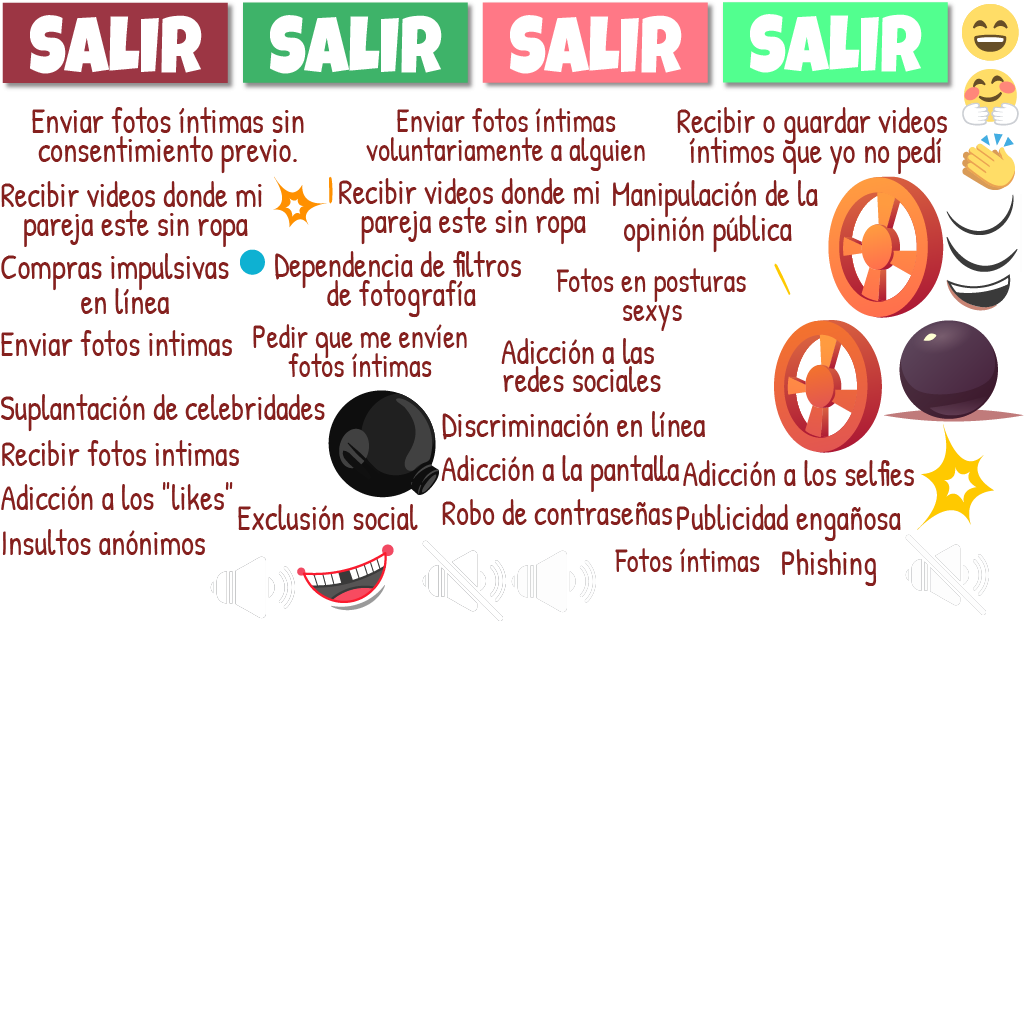 SALIR SALIR SALIR SALIR
Enviar fotos íntimas sin
consentimiento previo.
Enviar fotos íntimas
voluntariamente a alguien
Recibir o guardar videos
íntimos que yo no pedí
Recibir videos donde mi
pareja este sin ropa
Recibir videos donde mi
pareja este sin ropa
Manipulación de la
opinión pública
Compras impulsivas
en línea
Dependencia de filtros
de fotografía
Fotos en posturas
sexys
Enviar fotos intimas
Pedir que me envíen
fotos íntimas
Adicción a las
redes sociales
Suplantación de celebridades
Discriminación en línea
Recibir fotos intimas
Adicción a la pantalla
Adicción a los selfies
Adicción a los "likes"
Exclusión social
Robo de contraseñas
Publicidad engañosa
Insultos anónimos
Fotos íntimas
Phishing